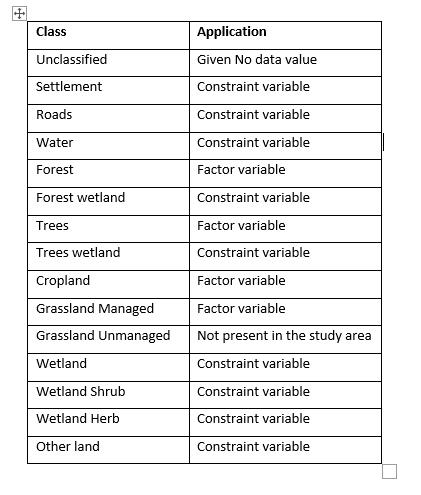 Class Application
Unclassified Given No data value
Settlement Constraint variable
Roads Constraint variable
Water Constraint variable
Forest Factor variable
Forest wetland Constraint variable
Trees Factor variable
Trees wetland Constraint variable
Cropland Factor variable
Grassland Managed Factor variable
Grassland Unmanaged Not present in the study area
Wetland Constraint variable
Wetland Shrub Constraint variable
Wetland Herb Constraint variable
Other land Constraint variable